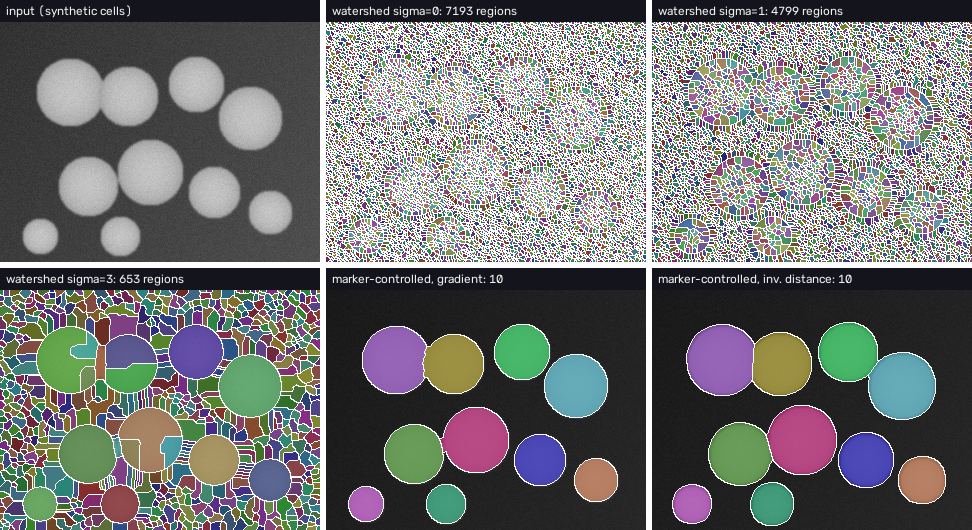 input (synthetic cells)
watershed sigma=0: 7193 regions
watershed sigma=1: 4799 regions
watershed sigma=3: 653 regions
marker-controlled, gradient: 10
marker-controlled, inv. distance: 10